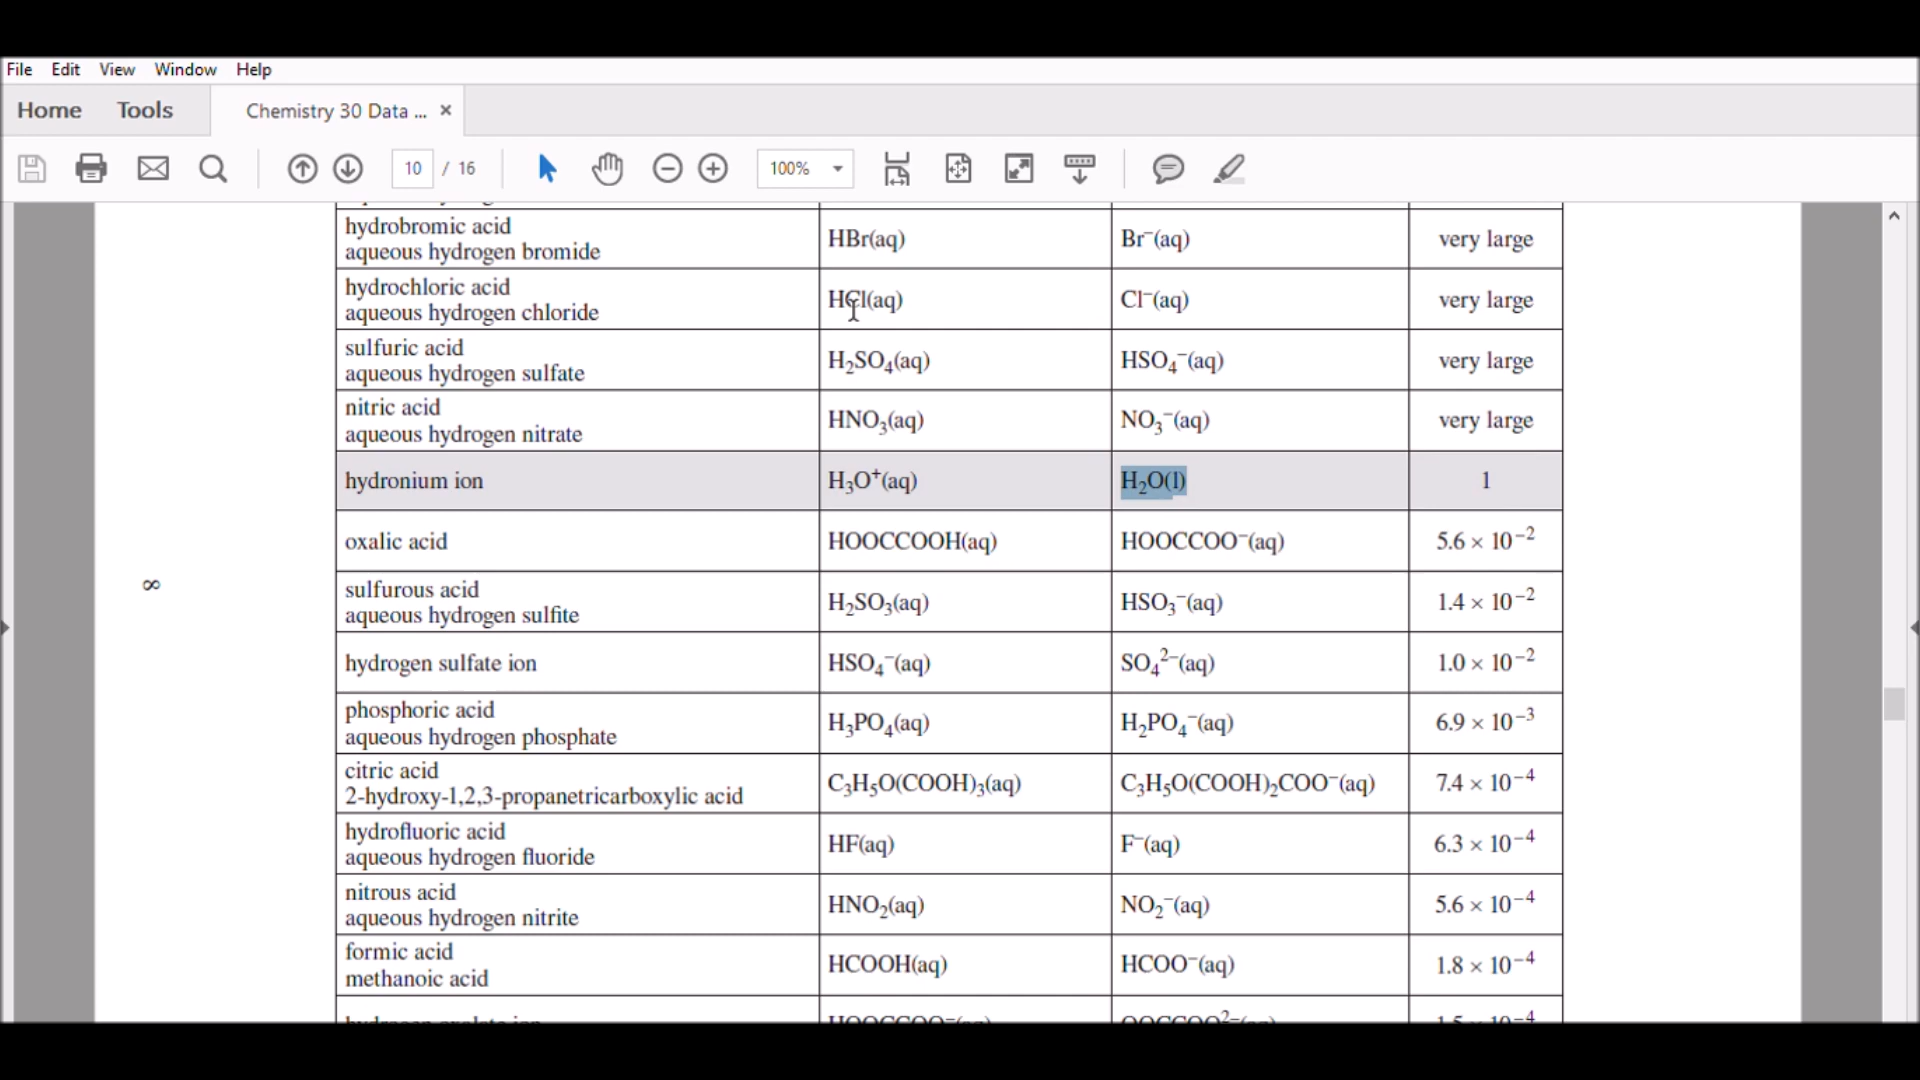 File Edit View Window Help
Home Tools Chemistry 30 Data ... ×
10 / 16 100%
hydrobromic acid
aqueous hydrogen bromide
HBr(aq)
Br⁻(aq)
very large
hydrochloric acid
aqueous hydrogen chloride
HCl(aq)
Cl⁻(aq)
very large
sulfuric acid
aqueous hydrogen sulfate
H₂SO₄(aq)
HSO₄⁻(aq)
very large
nitric acid
aqueous hydrogen nitrate
HNO₃(aq)
NO₃⁻(aq)
very large
hydronium ion
H₃O⁺(aq)
H₂O(l)
1
oxalic acid
HOOCCOOH(aq)
HOOCCOO⁻(aq)
5.6 × 10⁻²
∞
sulfurous acid
aqueous hydrogen sulfite
H₂SO₃(aq)
HSO₃⁻(aq)
1.4 × 10⁻²
hydrogen sulfate ion
HSO₄⁻(aq)
SO₄²⁻(aq)
1.0 × 10⁻²
phosphoric acid
aqueous hydrogen phosphate
H₃PO₄(aq)
H₂PO₄⁻(aq)
6.9 × 10⁻³
citric acid
2-hydroxy-1,2,3-propanetricarboxylic acid
C₃H₅O(COOH)₃(aq)
C₃H₅O(COOH)₂COO⁻(aq)
7.4 × 10⁻⁴
hydrofluoric acid
aqueous hydrogen fluoride
HF(aq)
F⁻(aq)
6.3 × 10⁻⁴
nitrous acid
aqueous hydrogen nitrite
HNO₂(aq)
NO₂⁻(aq)
5.6 × 10⁻⁴
formic acid
methanoic acid
HCOOH(aq)
HCOO⁻(aq)
1.8 × 10⁻⁴